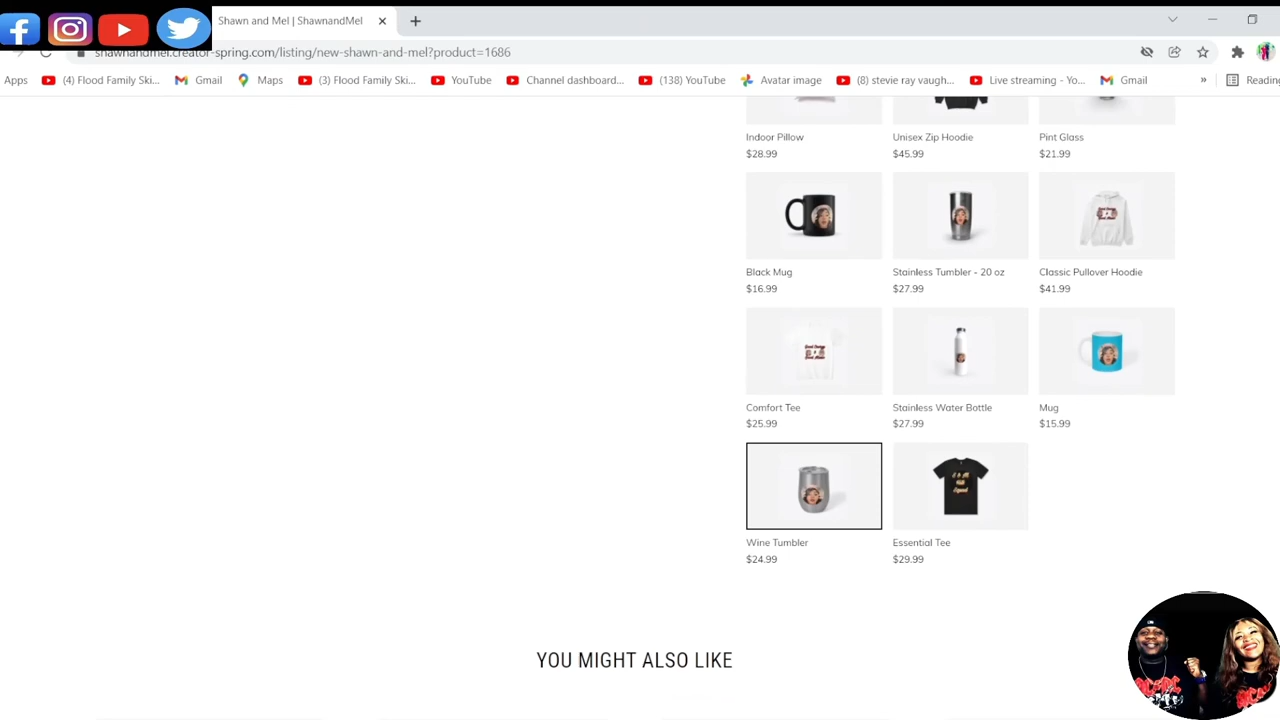 Shawn and Mel | ShawnandMel
shawnandmel.creator-spring.com/listing/new-shawn-and-mel?product=1686
Apps (4) Flood Family Ski... Gmail Maps (3) Flood Family Ski... YouTube Channel dashboard... (138) YouTube Avatar image (8) stevie ray vaugh... Live streaming - Yo... Gmail » Reading
Indoor Pillow Unisex Zip Hoodie Pint Glass
$28.99 $45.99 $21.99
Black Mug Stainless Tumbler - 20 oz Classic Pullover Hoodie
$16.99 $27.99 $41.99
Comfort Tee Stainless Water Bottle Mug
$25.99 $27.99 $15.99
Wine Tumbler Essential Tee
$24.99 $29.99
YOU MIGHT ALSO LIKE